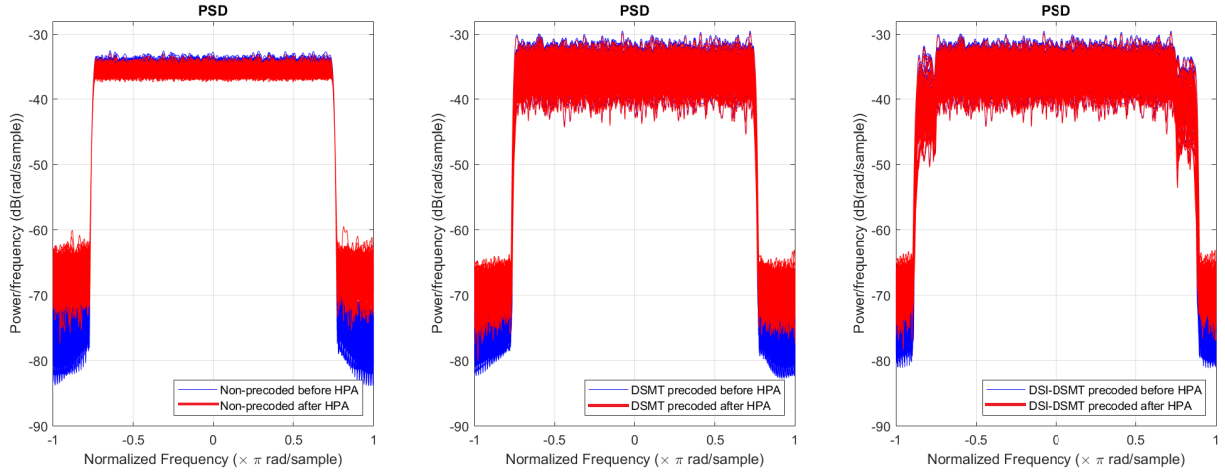 PSD
Power/frequency (dB(rad/sample))
-30
-40
-50
-60
-70
-80
-90
Non-precoded before HPA
Non-precoded after HPA
-1
-0.5
0
0.5
1
Normalized Frequency (× π rad/sample)
PSD
Power/frequency (dB(rad/sample))
-30
-40
-50
-60
-70
-80
-90
DSMT precoded before HPA
DSMT precoded after HPA
-1
-0.5
0
0.5
1
Normalized Frequency (× π rad/sample)
PSD
Power/frequency (dB(rad/sample))
-30
-40
-50
-60
-70
-80
-90
DSI-DSMT precoded before HPA
DSI-DSMT precoded after HPA
-1
-0.5
0
0.5
1
Normalized Frequency (× π rad/sample)